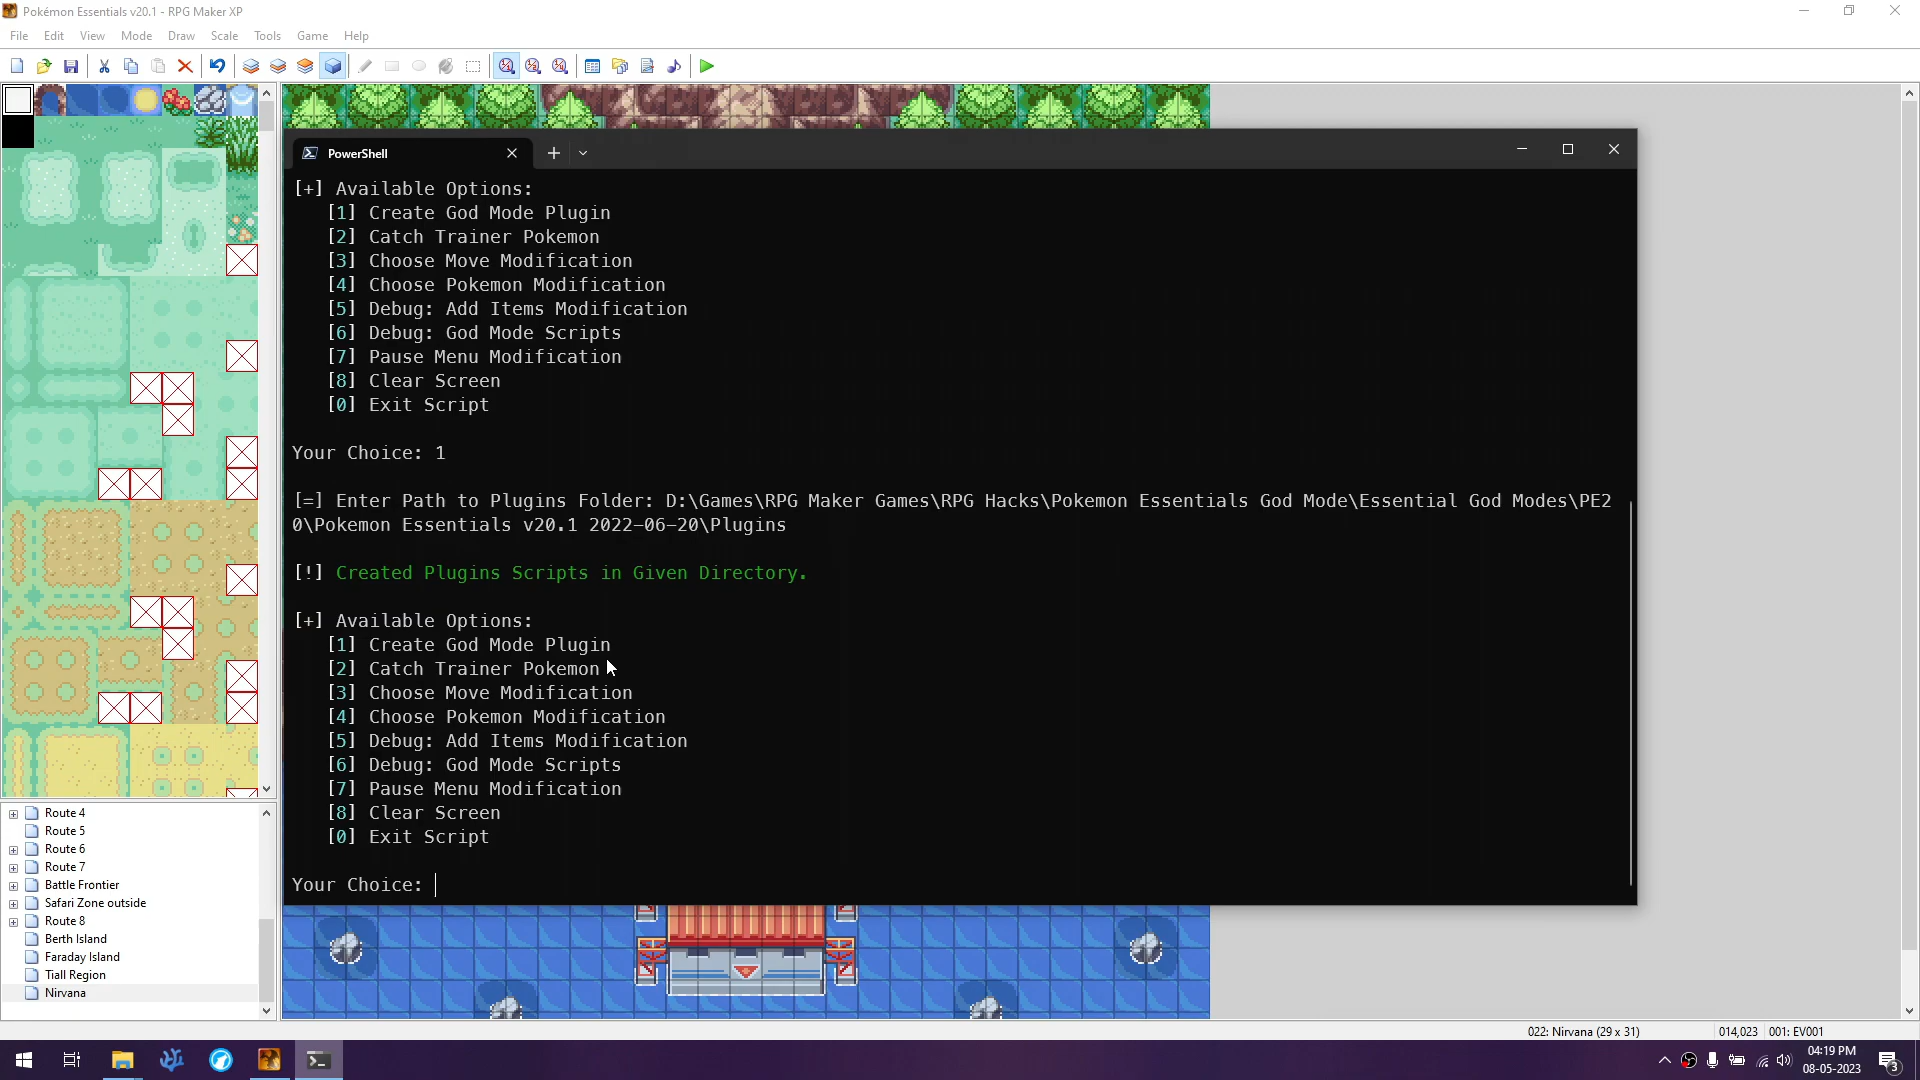 Pokémon Essentials v20.1 - RPG Maker XP
File Edit View Mode Draw Scale Tools Game Help
PowerShell
[+] Available Options:
[1] Create God Mode Plugin
[2] Catch Trainer Pokemon
[3] Choose Move Modification
[4] Choose Pokemon Modification
[5] Debug: Add Items Modification
[6] Debug: God Mode Scripts
[7] Pause Menu Modification
[8] Clear Screen
[0] Exit Script
Your Choice: 1
[=] Enter Path to Plugins Folder: D:\Games\RPG Maker Games\RPG Hacks\Pokemon Essentials God Mode\Essential God Modes\PE2
0\Pokemon Essentials v20.1 2022-06-20\Plugins
[!] Created Plugins Scripts in Given Directory.
[+] Available Options:
[1] Create God Mode Plugin
[2] Catch Trainer Pokemon
[3] Choose Move Modification
[4] Choose Pokemon Modification
[5] Debug: Add Items Modification
[6] Debug: God Mode Scripts
[7] Pause Menu Modification
[8] Clear Screen
[0] Exit Script
Your Choice:
Route 4
Route 5
Route 6
Route 7
Battle Frontier
Safari Zone outside
Route 8
Berth Island
Faraday Island
Tiall Region
Nirvana
022: Nirvana (29 x 31) 014,023 001: EV001
04:19 PM
08-05-2023
3